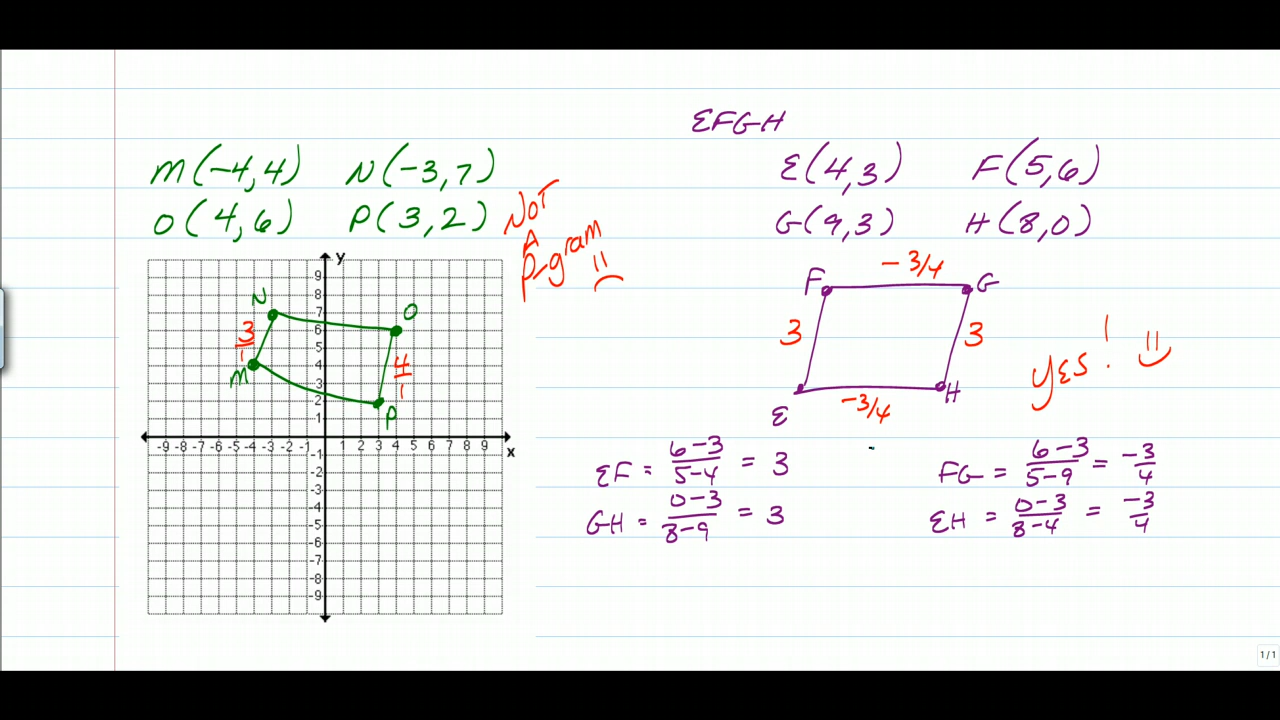 M(-4,4) N(-3,7)
O(4,6) P(3,2)
NOT
A
P-gram
y
9
8
7
6
5
4
3
2
1
-9 -8 -7 -6 -5 -4 -3 -2 -1 1 2 3 4 5 6 7 8 9 x
-1
-2
-3
-4
-5
-6
-7
-8
-9
N O
3/1 4/1
M P
EFGH
E(4,3) F(5,6)
G(9,3) H(8,0)
F -3/4 G
3 3
E -3/4 H
YES!
EF = 6-3/5-4 = 3
GH = 0-3/8-9 = 3
FG = 6-3/5-9 = -3/4
EH = 0-3/8-4 = -3/4
1/1